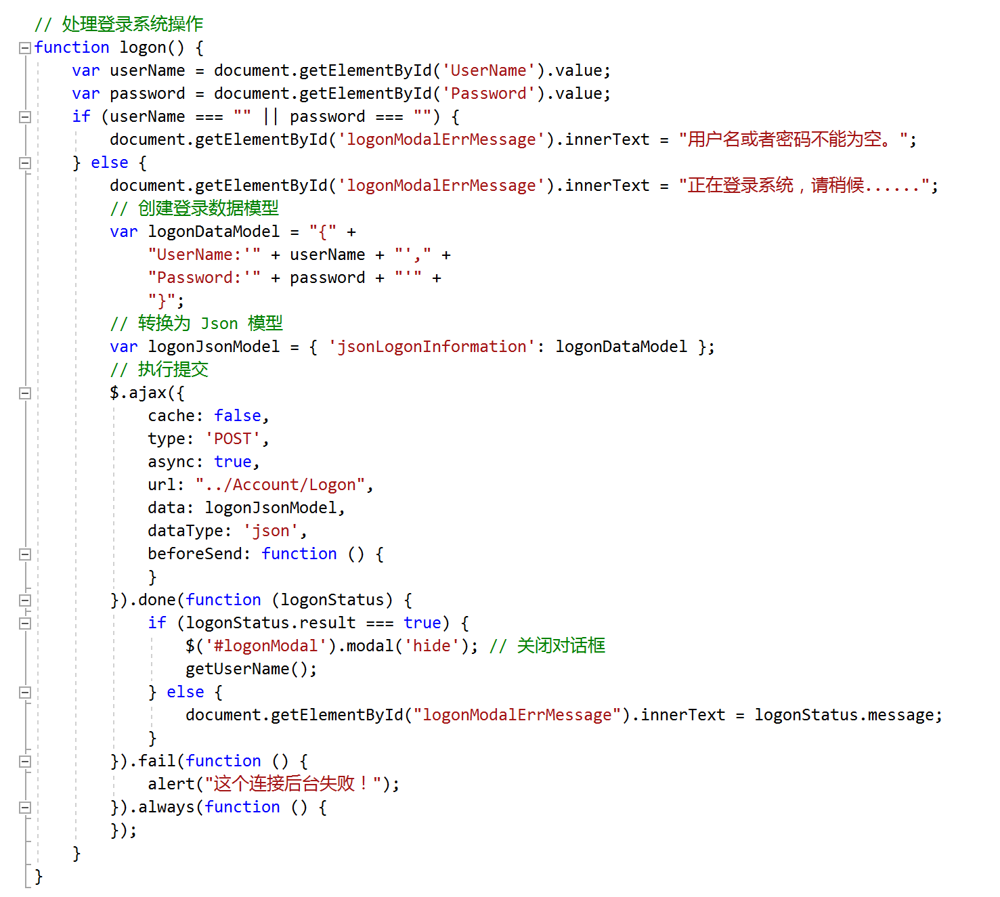 // 处理登录系统操作
function logon() {
    var userName = document.getElementById('UserName').value;
    var password = document.getElementById('Password').value;
    if (userName === "" || password === "") {
        document.getElementById('logonModalErrMessage').innerText = "用户名或者密码不能为空。";
    } else {
        document.getElementById('logonModalErrMessage').innerText = "正在登录系统，请稍候......";
        // 创建登录数据模型
        var logonDataModel = "{" +
            "UserName:'" + userName + "'," +
            "Password:'" + password + "'" +
            "}";
        // 转换为 Json 模型
        var logonJsonModel = { 'jsonLogonInformation': logonDataModel };
        // 执行提交
        $.ajax({
            cache: false,
            type: 'POST',
            async: true,
            url: "../Account/Logon",
            data: logonJsonModel,
            dataType: 'json',
            beforeSend: function () {
            }
        }).done(function (logonStatus) {
            if (logonStatus.result === true) {
                $('#logonModal').modal('hide'); // 关闭对话框
                getUserName();
            } else {
                document.getElementById("logonModalErrMessage").innerText = logonStatus.message;
            }
        }).fail(function () {
            alert("这个连接后台失败！");
        }).always(function () {
        });
    }
}